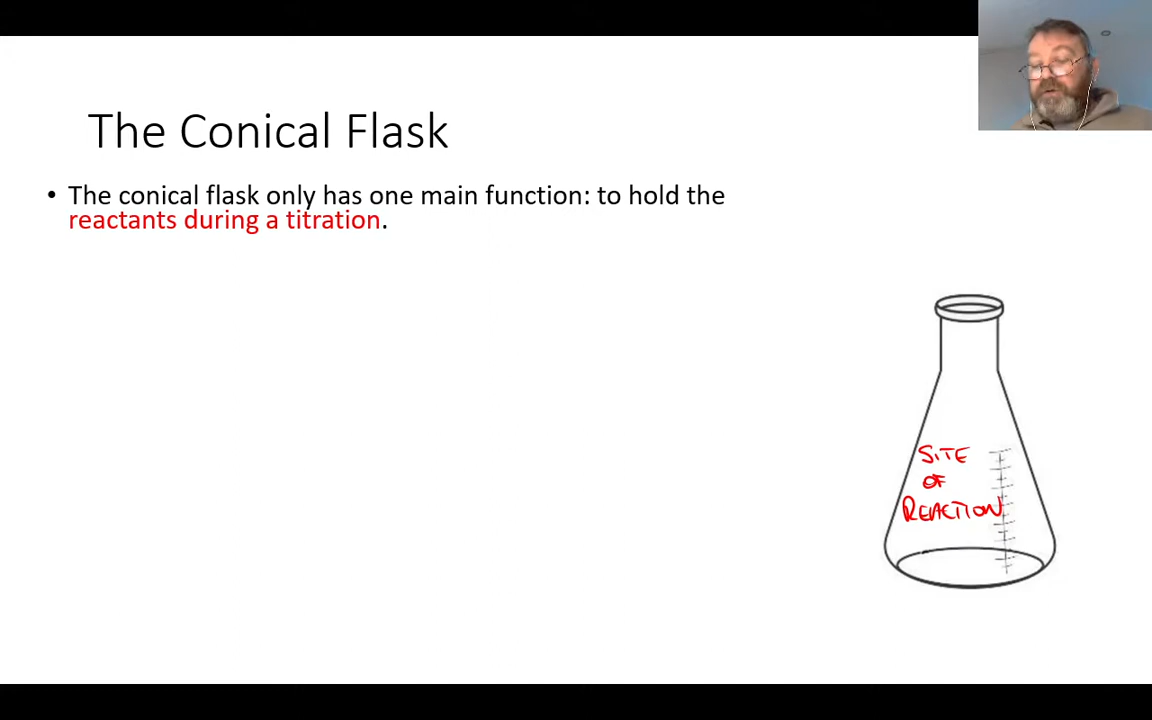 The Conical Flask
• The conical flask only has one main function: to hold the
reactants during a titration.
SITE
OF
REACTION